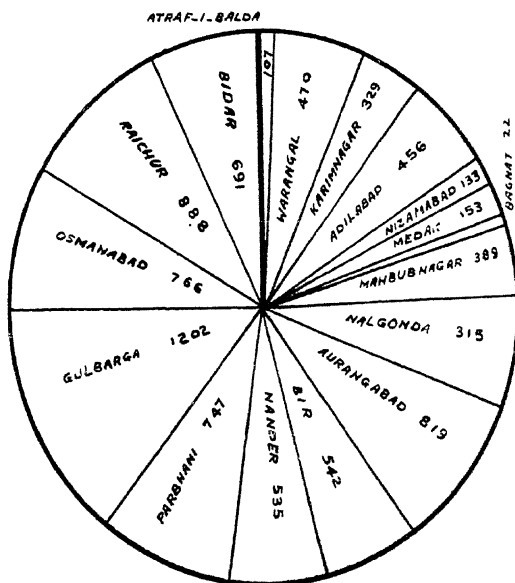 ATRAF-I-BALDA
107
WARANGAL 470
KARIMNAGAR 329
ADILABAD 456
NIZAMABAD 133
MEDAK 153
BAGHAT 22
MAHBUBNAGAR 389
NALGONDA 315
AURANGABAD 819
BIR 542
NANDER 535
PARBHANI 747
GULBARGA 1202
OSMANABAD 766
RAICHUR 888
BIDAR 691